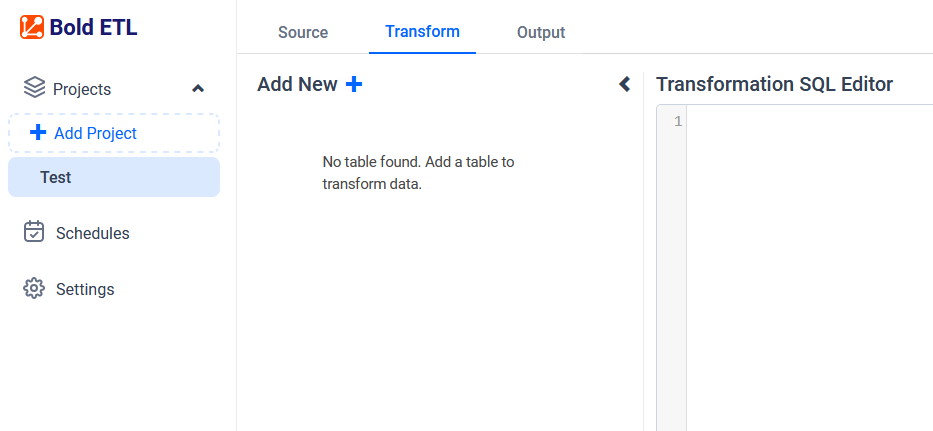 Bold ETL
Projects
Add Project
Test
Schedules
Settings
Source Transform Output
Add New
No table found. Add a table to
transform data.
Transformation SQL Editor
1